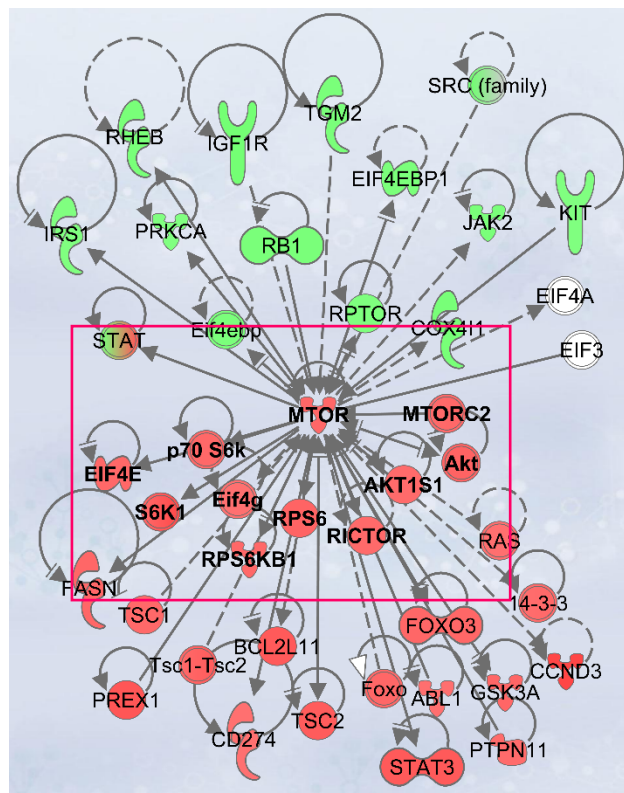 TGM2
SRC (family)
RHEB
IGF1R
EIF4EBP1
JAK2
KIT
IRS1
PRKCA
RB1
EIF4A
RPTOR
Eif4ebp
COX4I1
STAT
EIF3
MTOR
MTORC2
p70 S6k
EIF4E
Akt
AKT1S1
Eif4g
S6K1
RPS6
RICTOR
RAS
RPS6KB1
FASN
TSC1
14-3-3
FOXO3
BCL2L11
Tsc1-Tsc2
CCND3
PREX1
Foxo
ABL1
GSK3A
TSC2
CD274
PTPN11
STAT3